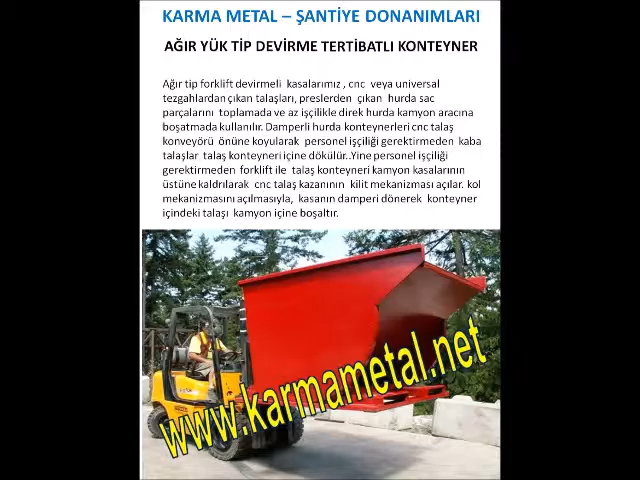 KARMA METAL – ŞANTİYE DONANIMLARI
AĞIR YÜK TİP DEVİRME TERTİBATLI KONTEYNER
Ağır tip forklift devirmeli kasalarımız , cnc veya universal
tezgahlardan çıkan talaşları, preslerden çıkan hurda sac
parçalarını toplamada ve az işçilikle direk hurda kamyon aracına
boşatmada kullanılır. Damperli hurda konteynerleri cnc talaş
konveyörü önüne koyularak personel işçiliği gerektirmeden kaba
talaşlar talaş konteyneri içine dökülür..Yine personel işçiliği
gerektirmeden forklift ile talaş konteyneri kamyon kasalarının
üstüne kaldırılarak cnc talaş kazanının kilit mekanizması açılar. kol
mekanizmasını açılmasıyla, kasanın damperi dönerek konteyner
içindeki talaşı kamyon içine boşaltır.
www.karmametal.net